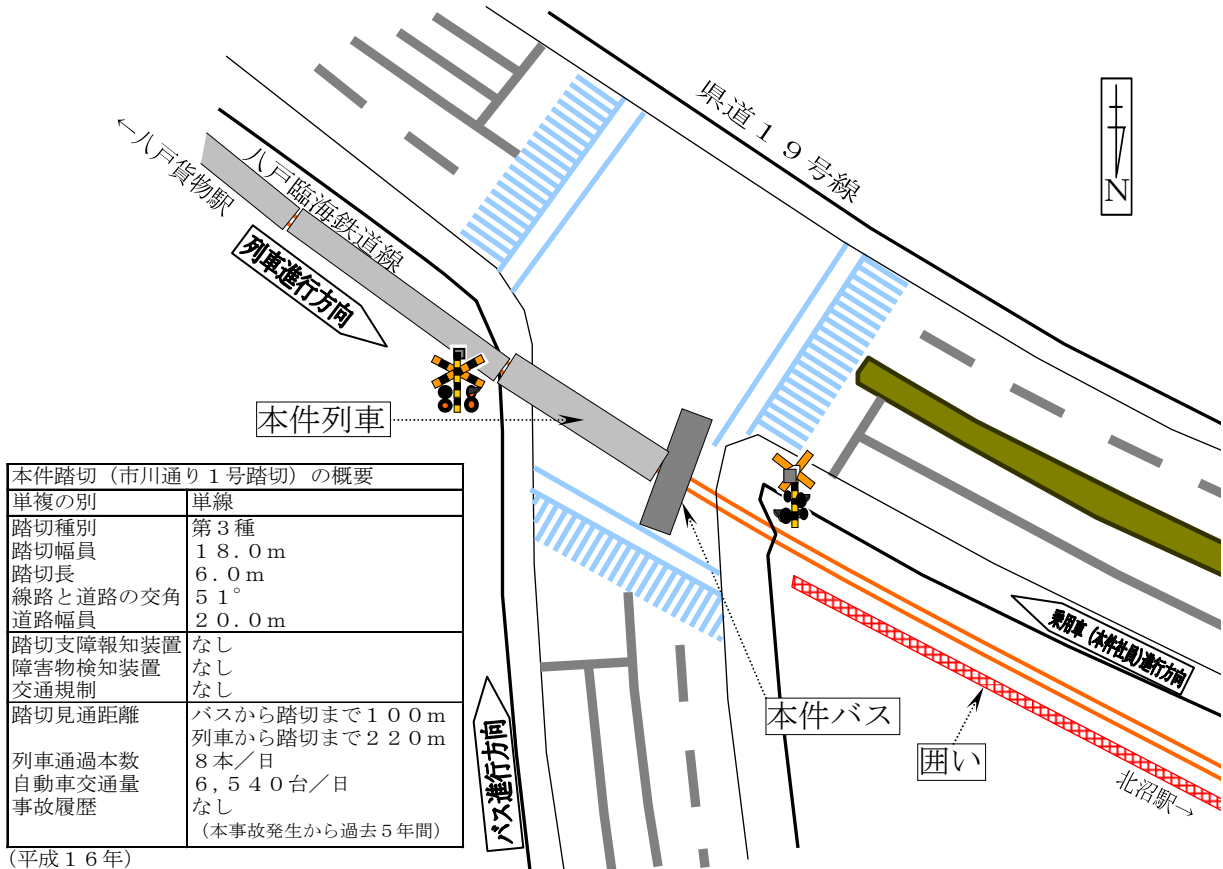 県道１９号線
N
←八戸貨物駅
八戸臨海鉄道線
列車進行方向
本件列車
本件踏切（市川通り１号踏切）の概要
単複の別 単線
踏切種別 第３種
踏切幅員 １８．０ｍ
踏切長 ６．０ｍ
線路と道路の交角 ５１°
道路幅員 ２０．０ｍ
踏切支障報知装置 なし
障害物検知装置 なし
交通規制 なし
踏切見通距離 バスから踏切まで１００ｍ
列車から踏切まで２２０ｍ
列車通過本数 ８本／日
自動車交通量 ６，５４０台／日
事故履歴 なし
（本事故発生から過去５年間）
(平成１６年)
バス進行方向
本件バス
乗用車（本件社員）進行方向
囲い
北沼駅→